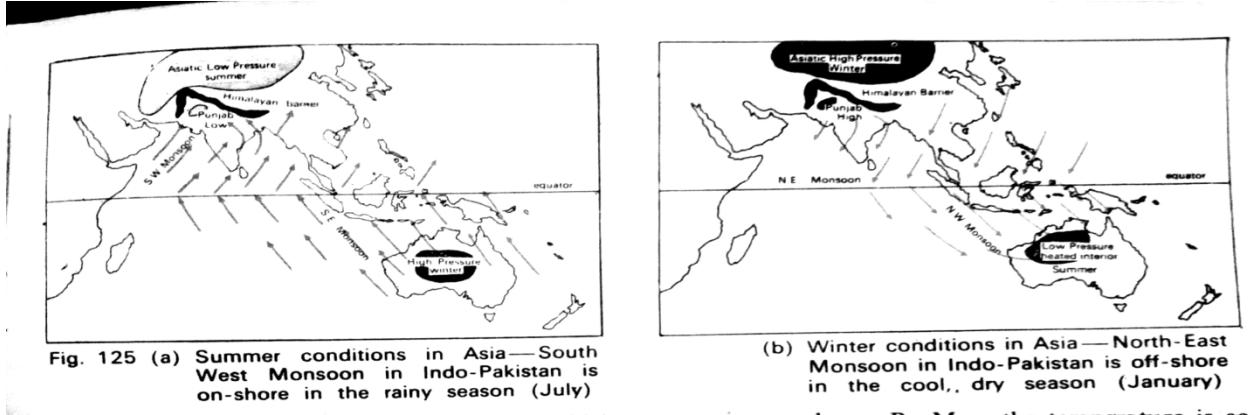 Asiatic Low Pressure
summer
Himalayan barrier
Punjab
Low
SW Monsoon
equator
S E Monsoon
High Pressure
winter
Fig. 125 (a) Summer conditions in Asia—South
West Monsoon in Indo-Pakistan is
on-shore in the rainy season (July)
Asiatic High Pressure
Winter
Himalayan Barrier
Punjab
High
N E Monsoon
equator
NW Monsoon
Low Pressure
heated interior
Summer
(b) Winter conditions in Asia—North-East
Monsoon in Indo-Pakistan is off-shore
in the cool,, dry season (January)